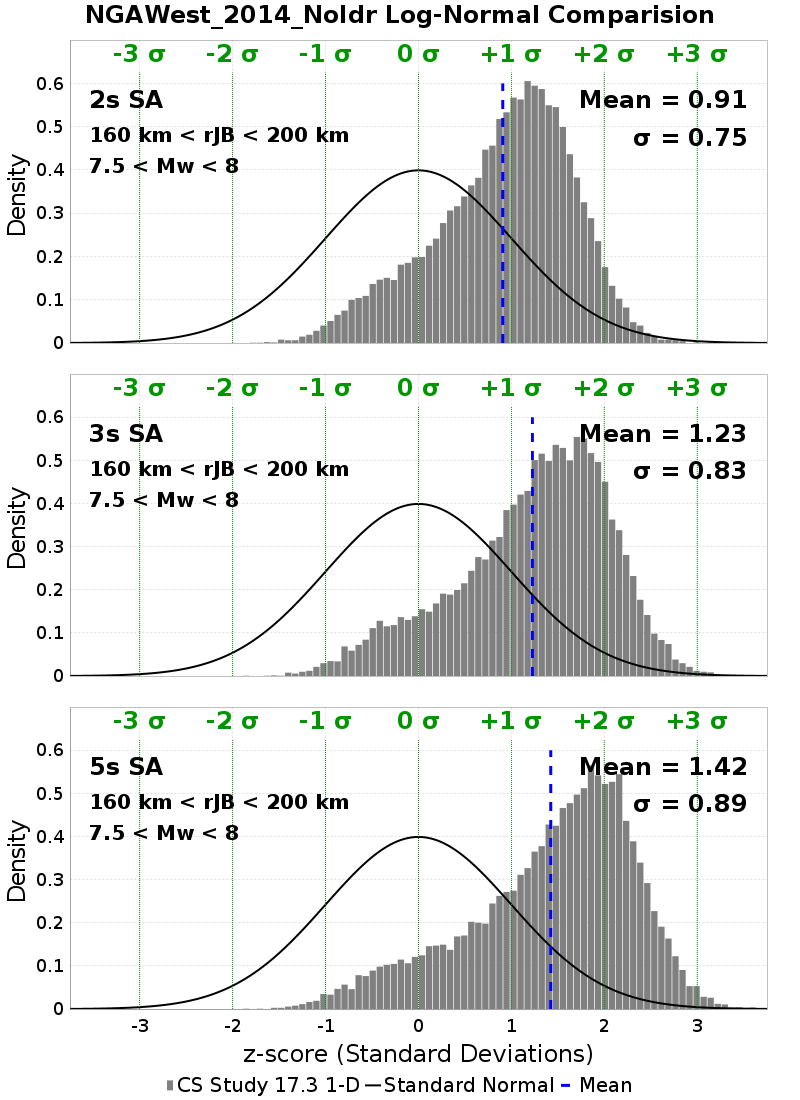 NGAWest_2014_NoIdr Log-Normal Comparision
-3 σ -2 σ -1 σ 0 σ +1 σ +2 σ +3 σ
2s SA
160 km < rJB < 200 km
7.5 < Mw < 8
Mean = 0.91
σ = 0.75
Density
0.6
0.5
0.4
0.3
0.2
0.1
0
-3 σ -2 σ -1 σ 0 σ +1 σ +2 σ +3 σ
3s SA
160 km < rJB < 200 km
7.5 < Mw < 8
Mean = 1.23
σ = 0.83
Density
0.6
0.5
0.4
0.3
0.2
0.1
0
-3 σ -2 σ -1 σ 0 σ +1 σ +2 σ +3 σ
5s SA
160 km < rJB < 200 km
7.5 < Mw < 8
Mean = 1.42
σ = 0.89
Density
0.6
0.5
0.4
0.3
0.2
0.1
0
-3 -2 -1 0 1 2 3
z-score (Standard Deviations)
CS Study 17.3 1-D Standard Normal Mean